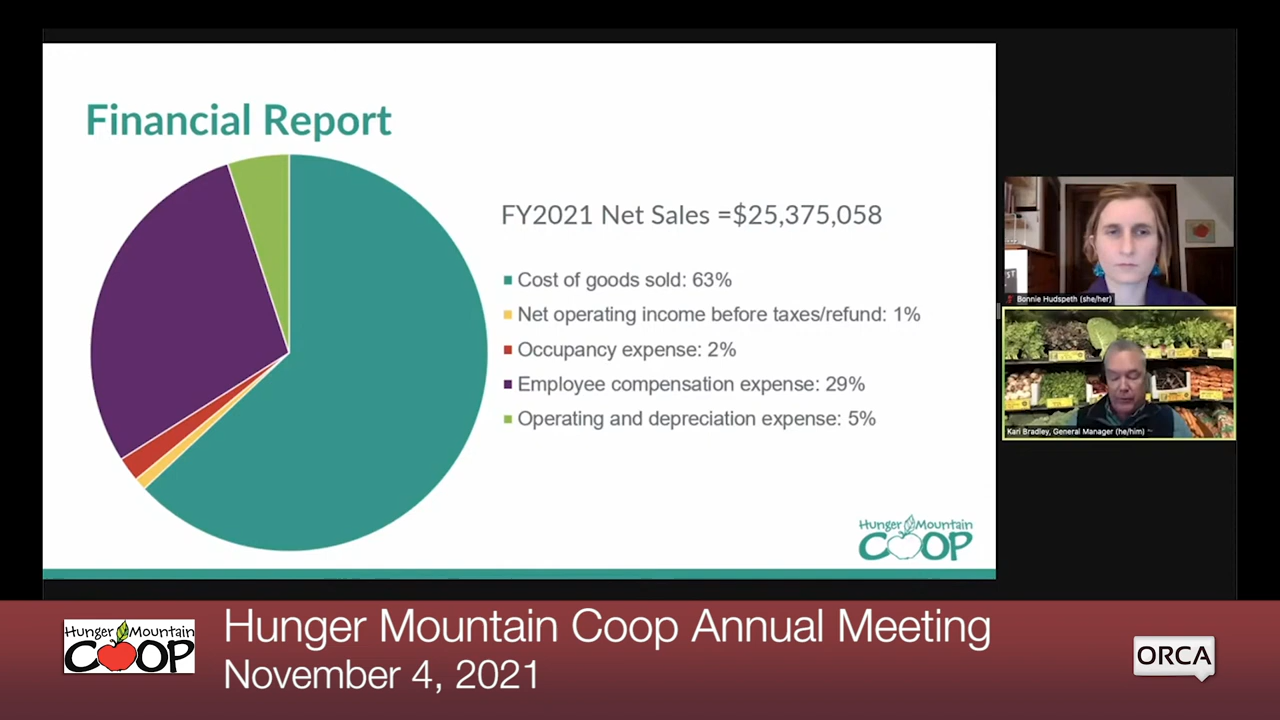 Financial Report
FY2021 Net Sales =$25,375,058
Cost of goods sold: 63%
Net operating income before taxes/refund: 1%
Occupancy expense: 2%
Employee compensation expense: 29%
Operating and depreciation expense: 5%
Hunger Mountain
COOP
Bonnie Hudspeth (she/her)
Kari Bradley, General Manager (he/him)
Hunger Mountain
COOP
Hunger Mountain Coop Annual Meeting
November 4, 2021
ORCA